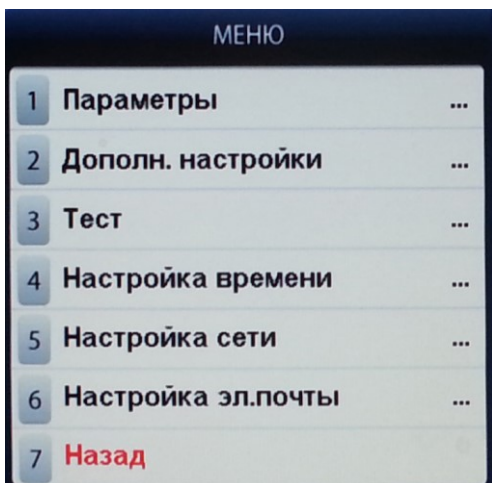 МЕНЮ
1 Параметры ...
2 Дополн. настройки ...
3 Тест ...
4 Настройка времени ...
5 Настройка сети ...
6 Настройка эл.почты ...
7 Назад